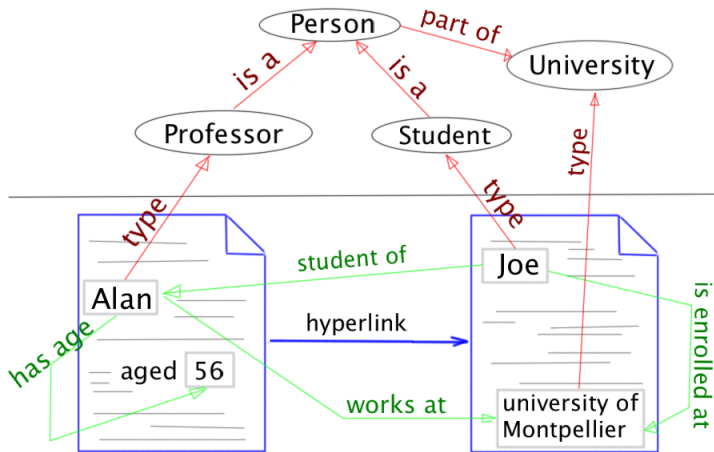 Person
part of
University
is a
is a
Professor
Student
type
type
type
student of
Joe
Alan
is enrolled at
hyperlink
has age
aged 56
works at
university of
Montpellier